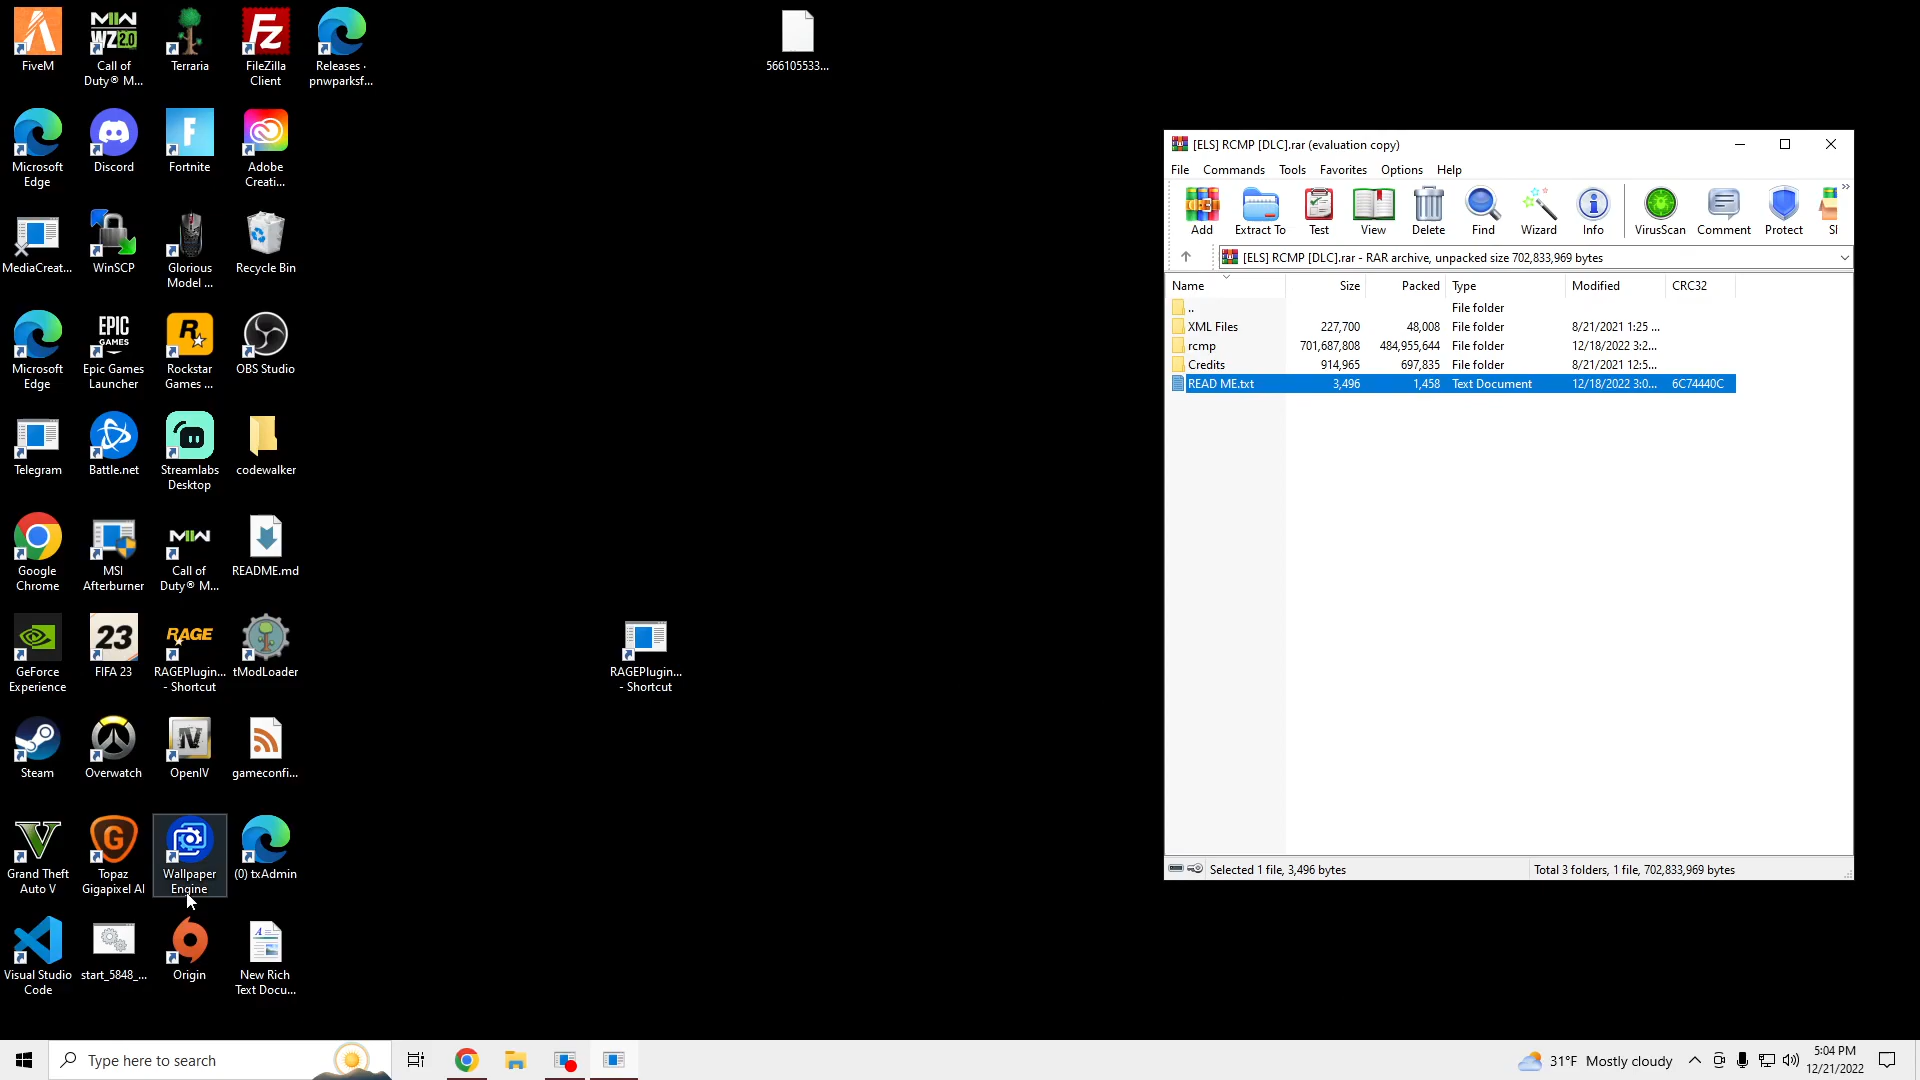 FiveM
Call of
Duty® M...
Terraria
FileZilla
Client
Releases ·
pnwparksf...
566105533...
Microsoft
Edge
Discord
Fortnite
Adobe
Creati...
MediaCreat...
WinSCP
Glorious
Model ...
Recycle Bin
Microsoft
Edge
EPIC
GAMES
Epic Games
Launcher
Rockstar
Games ...
OBS Studio
Telegram
Battle.net
Streamlabs
Desktop
codewalker
Google
Chrome
MSI
Afterburner
Call of
Duty® M...
README.md
GeForce
Experience
23
FIFA 23
RAGE
RAGEPlugin...
- Shortcut
tModLoader
RAGEPlugin...
- Shortcut
Steam
Overwatch
OpenIV
gameconfi...
Grand Theft
Auto V
Topaz
Gigapixel AI
Wallpaper
Engine
(0) txAdmin
Visual Studio
Code
start_5848_...
Origin
New Rich
Text Docu...
[ELS] RCMP [DLC].rar (evaluation copy)
File Commands Tools Favorites Options Help
Add Extract To Test View Delete Find Wizard Info VirusScan Comment Protect SI
[ELS] RCMP [DLC].rar - RAR archive, unpacked size 702,833,969 bytes
Name Size Packed Type Modified CRC32
.. File folder
XML Files 227,700 48,008 File folder 8/21/2021 1:25 ...
rcmp 701,687,808 484,955,644 File folder 12/18/2022 3:2...
Credits 914,965 697,835 File folder 8/21/2021 12:5...
READ ME.txt 3,496 1,458 Text Document 12/18/2022 3:0... 6C74440C
Selected 1 file, 3,496 bytes
Total 3 folders, 1 file, 702,833,969 bytes
Type here to search
31°F Mostly cloudy
5:04 PM
12/21/2022